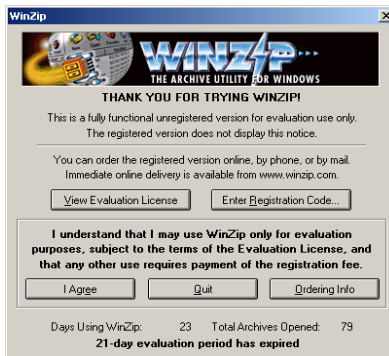 WinZip
WINZIP
THE ARCHIVE UTILITY FOR WINDOWS
THANK YOU FOR TRYING WINZIP!
This is a fully functional unregistered version for evaluation use only.
The registered version does not display this notice.
You can order the registered version online, by phone, or by mail.
Immediate online delivery is available from www.winzip.com.
View Evaluation License Enter Registration Code...
I understand that I may use WinZip only for evaluation
purposes, subject to the terms of the Evaluation License, and
that any other use requires payment of the registration fee.
I Agree Quit Ordering Info
Days Using WinZip: 23 Total Archives Opened: 79
21-day evaluation period has expired